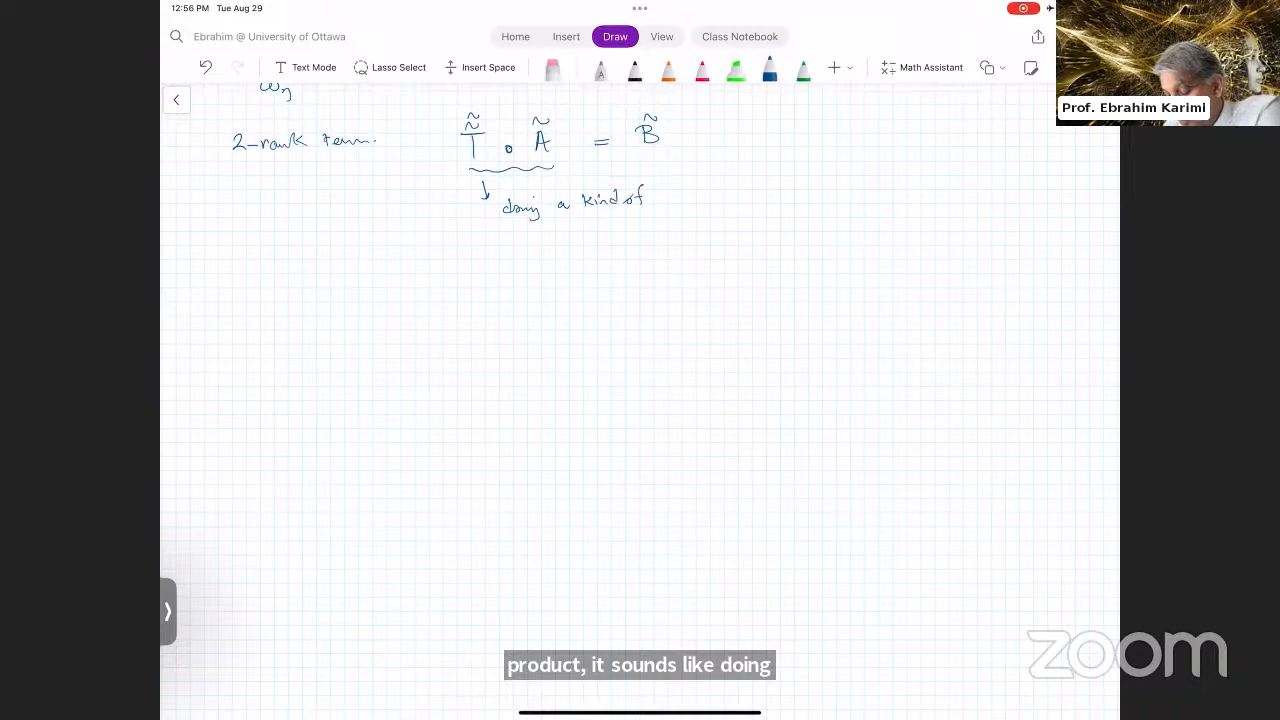 12:56 PM Tue Aug 29
Ebrahim @ University of Ottawa
Home Insert Draw View Class Notebook
Text Mode Lasso Select Insert Space Math Assistant
Prof. Ebrahim Karimi
2-rank T . A = B
↓ doing a kind of
product, it sounds like doing
zoom